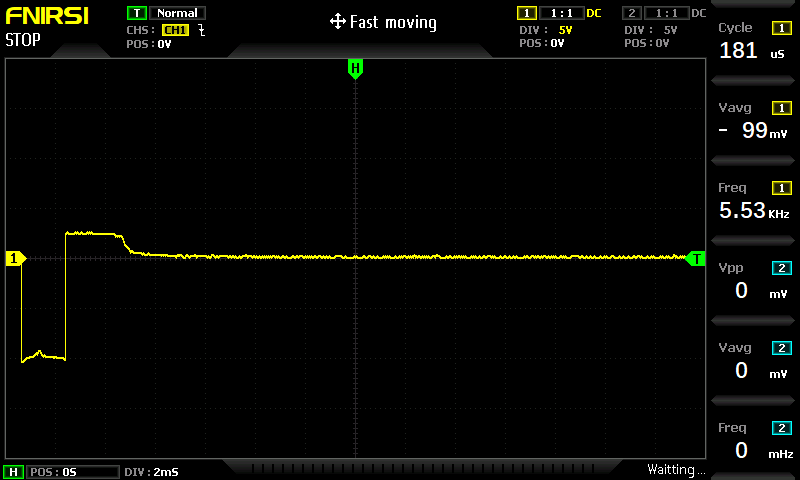 FNIRSI
STOP
T Normal
CHS: CH1
POS: 0V
Fast moving
1 1:1 DC
DIV: 5V
POS: 0V
2 1:1 DC
DIV: 5V
POS: 0V
H
1
T
Cycle 1
181 uS
Vavg 1
- 99 mV
Freq 1
5.53 KHz
Vpp 2
0 mV
Vavg 2
0 mV
Freq 2
0 mHz
H POS: 0S DIV: 2mS
Waitting...